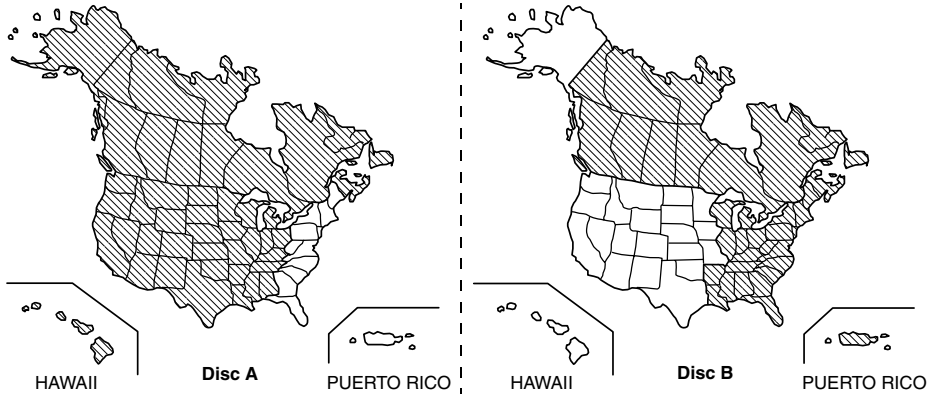 HAWAII
Disc A
PUERTO RICO
HAWAII
Disc B
PUERTO RICO